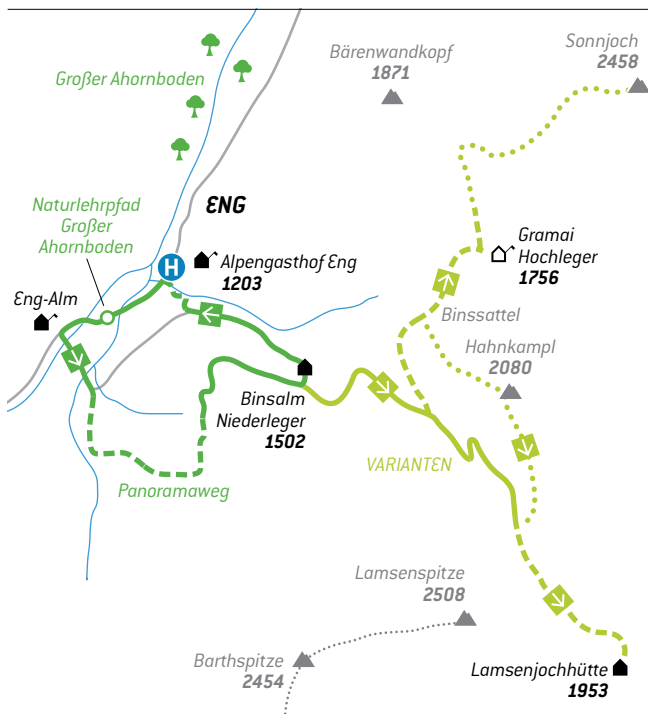 Bärenwandkopf
1871
Sonnjoch
2458
Großer Ahornboden
Naturlehrpfad
Großer
Ahornboden
ENG
H
Alpengasthof Eng
1203
Gramai
Hochleger
1756
Eng-Alm
Binssattel
Hahnkampl
2080
Binsalm
Niederleger
1502
VARIANTEN
Panoramaweg
Lamsenspitze
2508
Barthspitze
2454
Lamsenjochhütte
1953